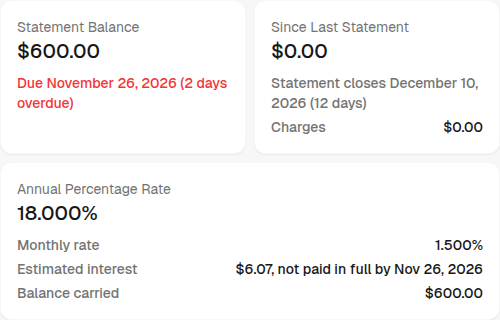 Statement Balance
$600.00
Due November 26, 2026 (2 days
overdue)
Since Last Statement
$0.00
Statement closes December 10,
2026 (12 days)
Charges $0.00
Annual Percentage Rate
18.000%
Monthly rate 1.500%
Estimated interest $6.07, not paid in full by Nov 26, 2026
Balance carried $600.00